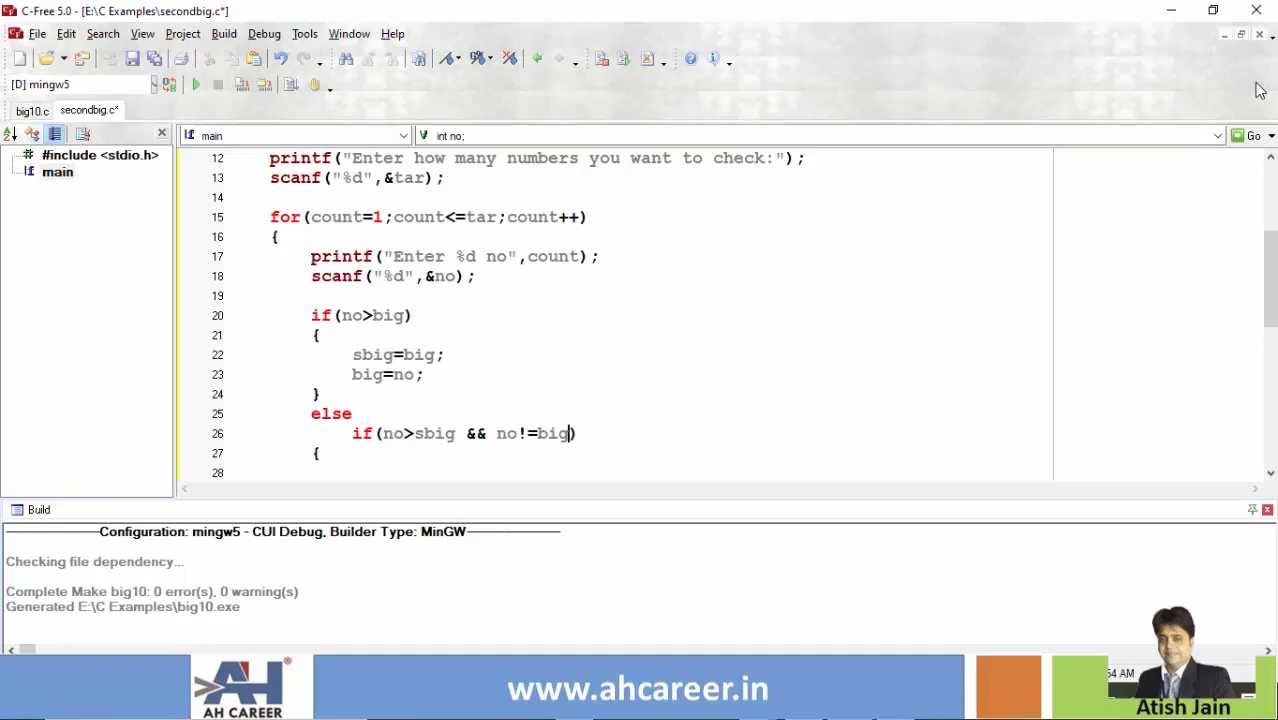 C-Free 5.0 - [E:\C Examples\secondbig.c*]
File Edit Search View Project Build Debug Tools Window Help
[D] mingw5
big10.c secondbig.c*
main int no; Go
#include <stdio.h>
main
12 printf("Enter how many numbers you want to check:");
13 scanf("%d",&tar);
14
15 for(count=1;count<=tar;count++)
16 {
17 printf("Enter %d no",count);
18 scanf("%d",&no);
19
20 if(no>big)
21 {
22 sbig=big;
23 big=no;
24 }
25 else
26 if(no>sbig && no!=big)
27 {
28
Build
Configuration: mingw5 - CUI Debug, Builder Type: MinGW
Checking file dependency...
Complete Make big10: 0 error(s), 0 warning(s)
Generated E:\C Examples\big10.exe
54 AM
AH
AH CAREER
www.ahcareer.in
Atish Jain